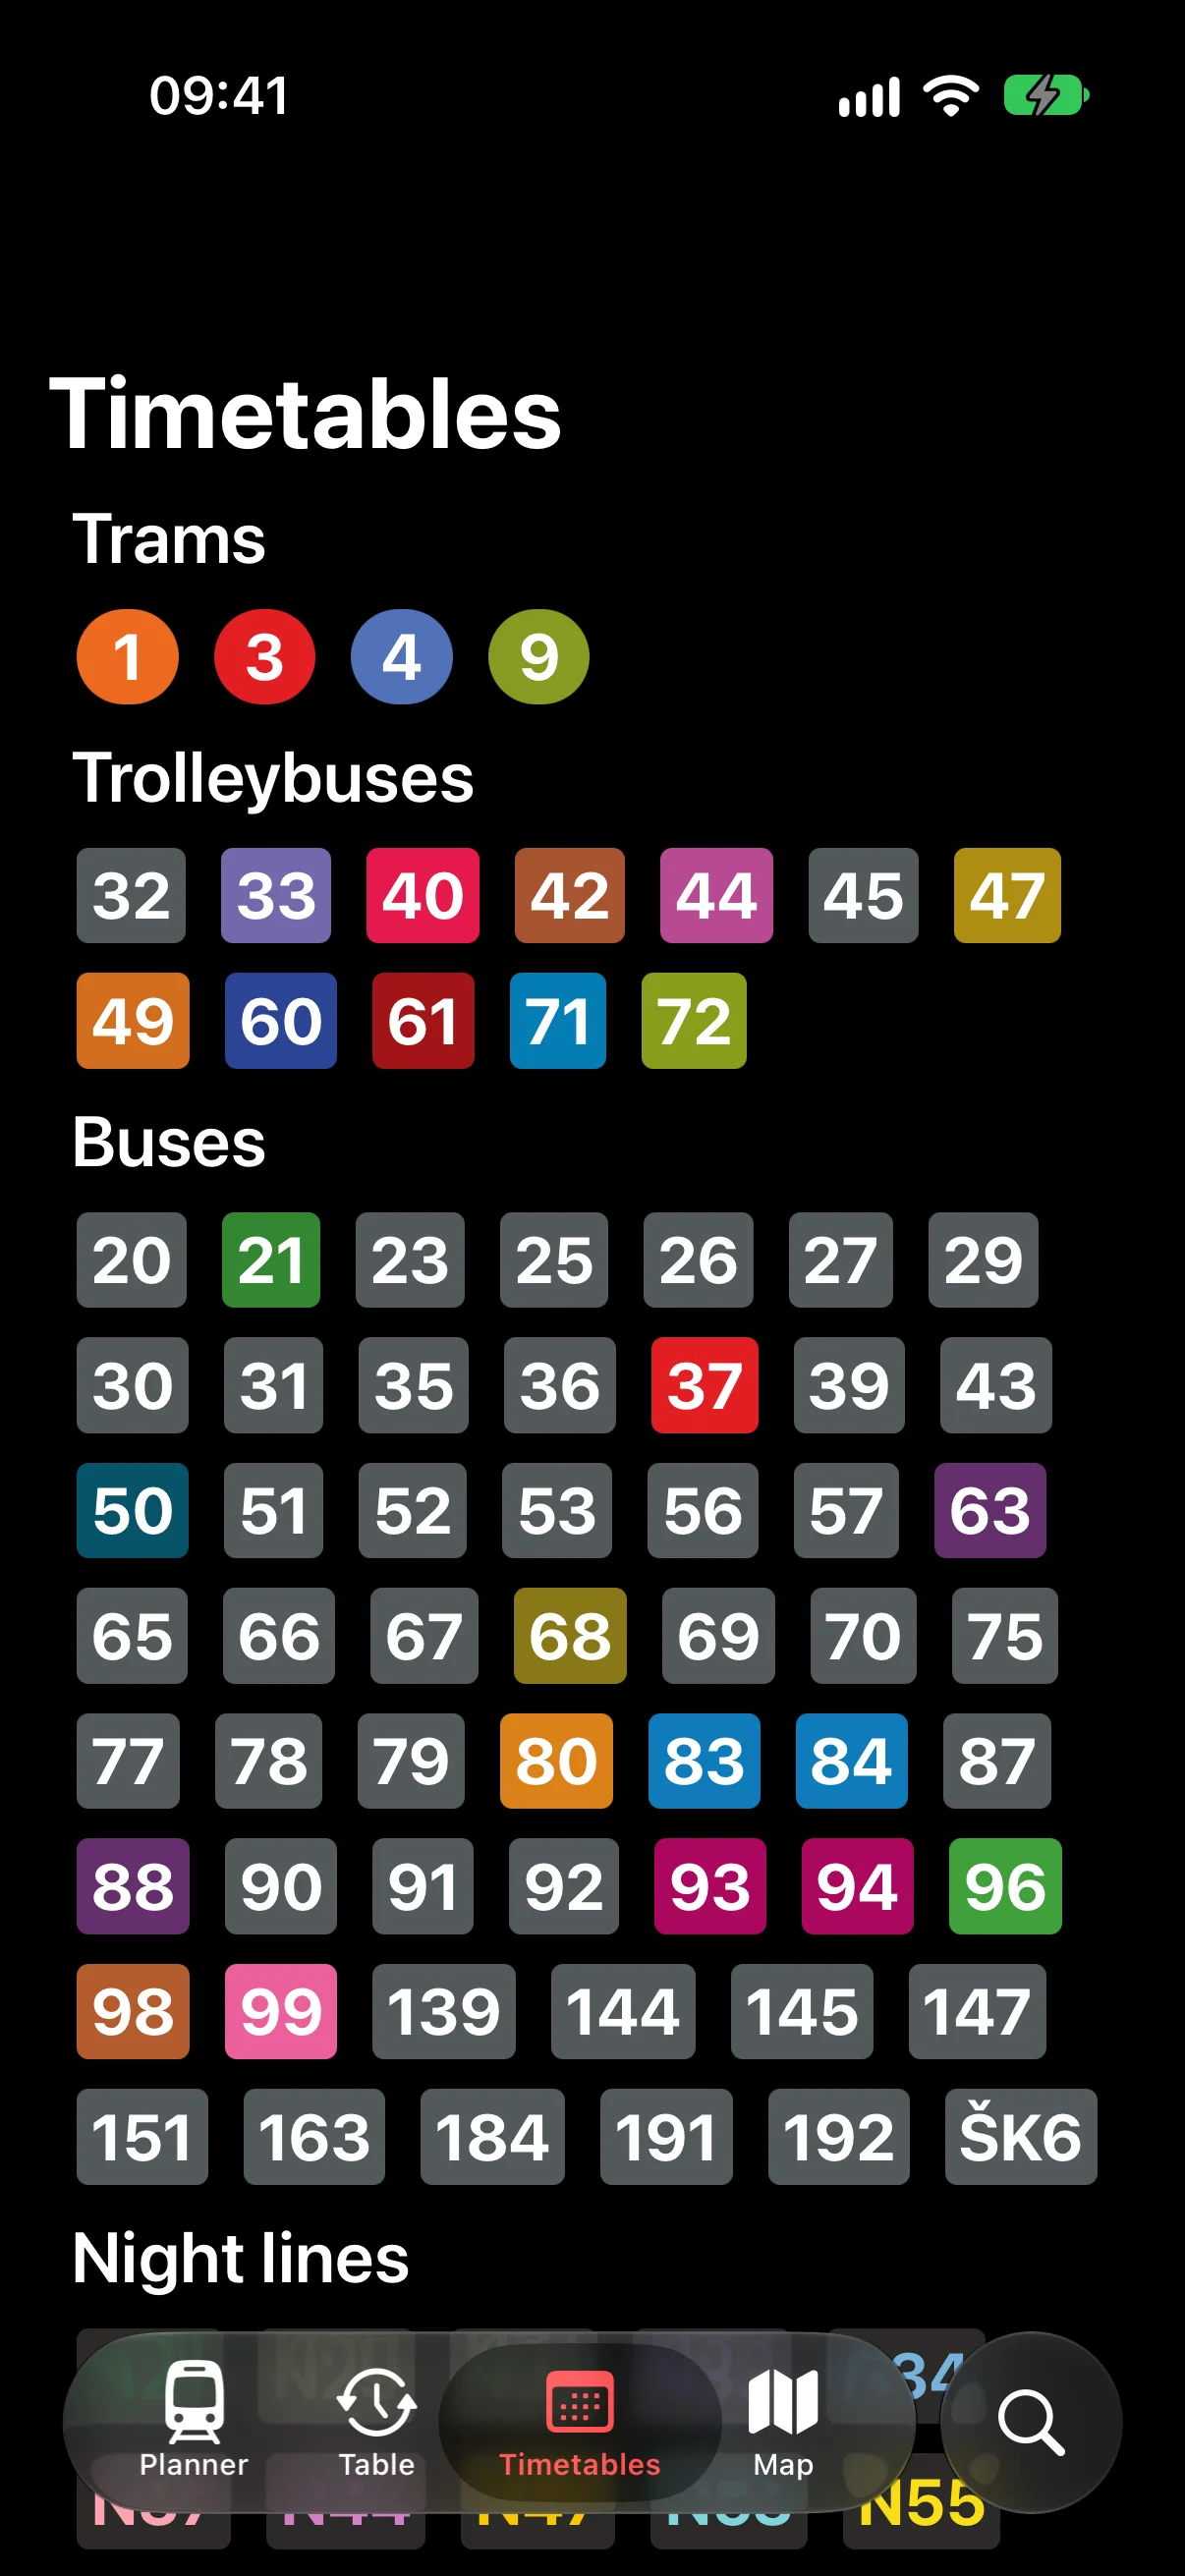 09:41
Timetables
Trams
1 3 4 9
Trolleybuses
32 33 40 42 44 45 47
49 60 61 71 72
Buses
20 21 23 25 26 27 29
30 31 35 36 37 39 43
50 51 52 53 56 57 63
65 66 67 68 69 70 75
77 78 79 80 83 84 87
88 90 91 92 93 94 96
98 99 139 144 145 147
151 163 184 191 192 ŠK6
Night lines
Planner Table Timetables Map
N44 N47 N55